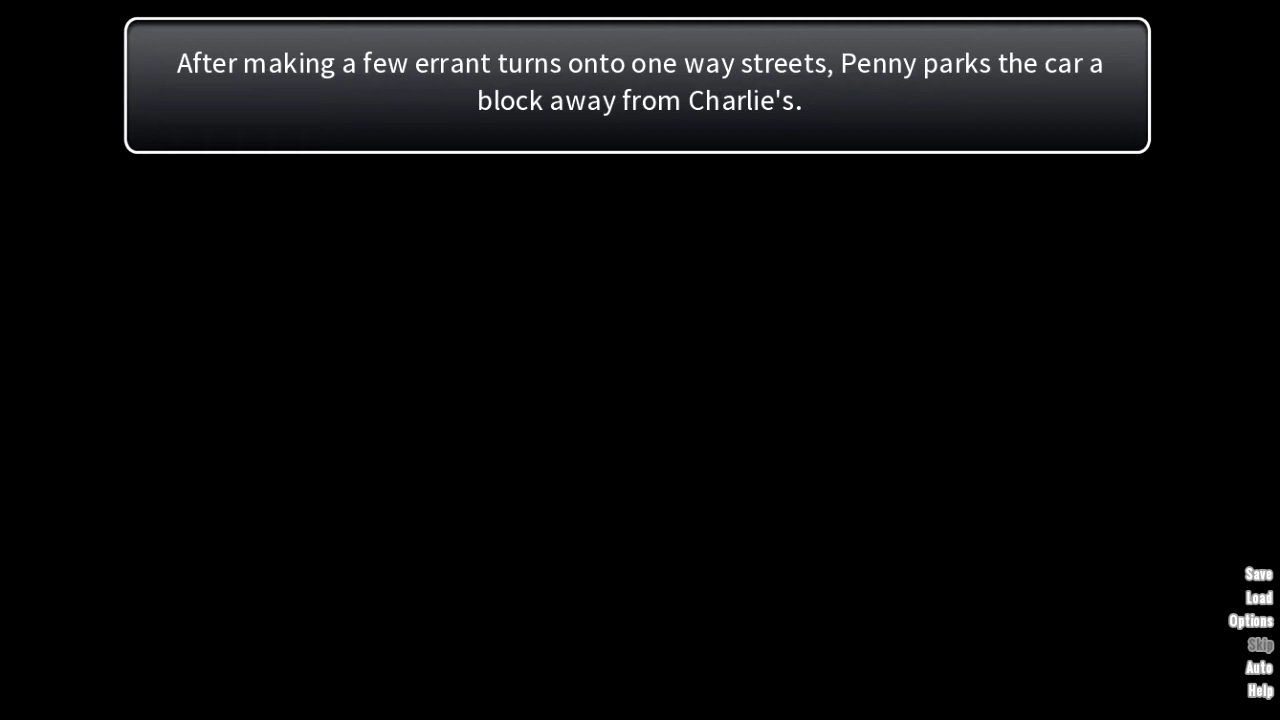 After making a few errant turns onto one way streets, Penny parks the car a
block away from Charlie's.
Save
Load
Options
Skip
Auto
Help